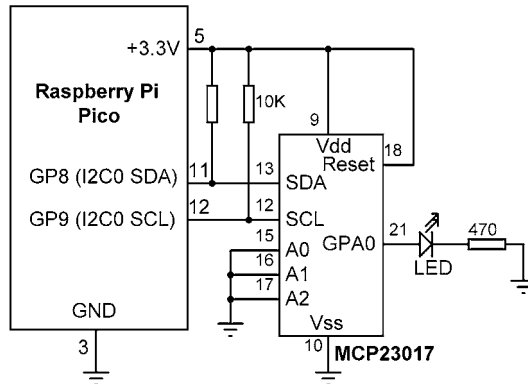 5
+3.3V
Raspberry Pi
Pico
10K
9
Vdd
Reset
18
11
GP8 (I2C0 SDA)
13
SDA
12
GP9 (I2C0 SCL)
12
SCL
15
A0
16
A1
17
A2
21
GPA0
LED
470
GND
3
Vss
10
MCP23017